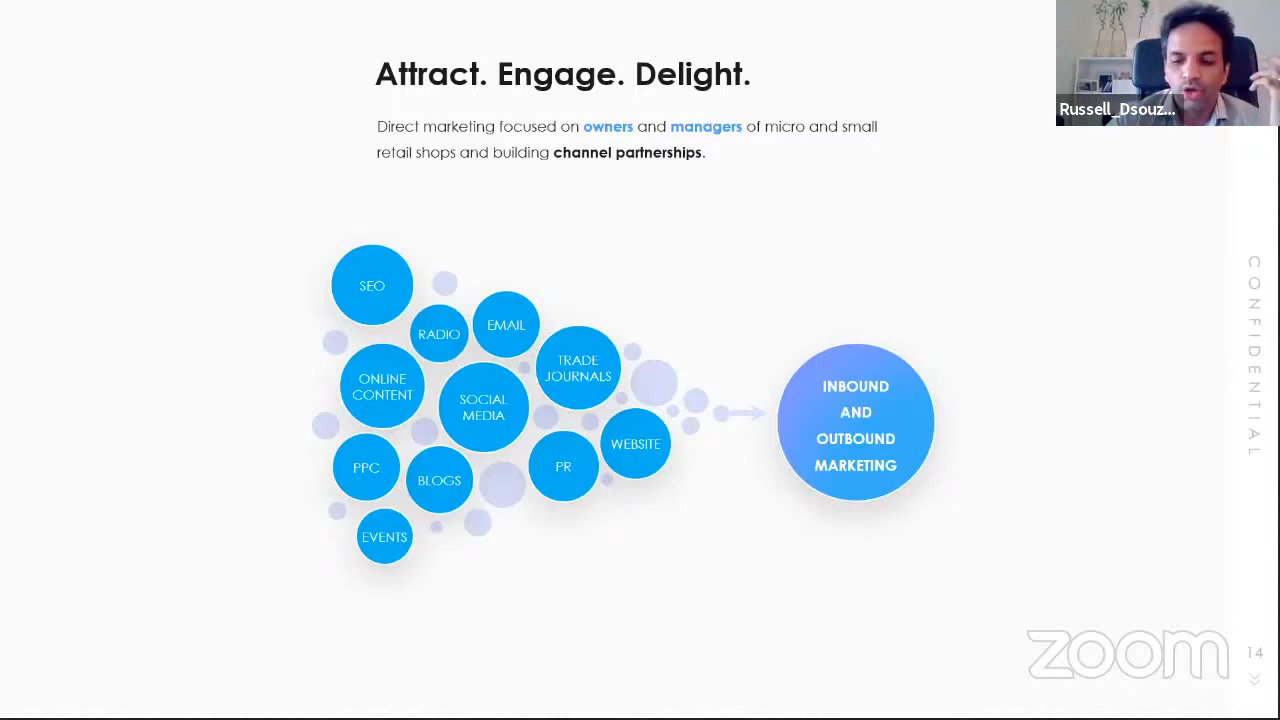 Attract. Engage. Delight.
Direct marketing focused on owners and managers of micro and small
retail shops and building channel partnerships.
Russell_Dsouz...
SEO
RADIO
EMAIL
TRADE
JOURNALS
ONLINE
CONTENT
SOCIAL
MEDIA
WEBSITE
PPC
BLOGS
PR
EVENTS
INBOUND
AND
OUTBOUND
MARKETING
CONFIDENTIAL
zoom
14